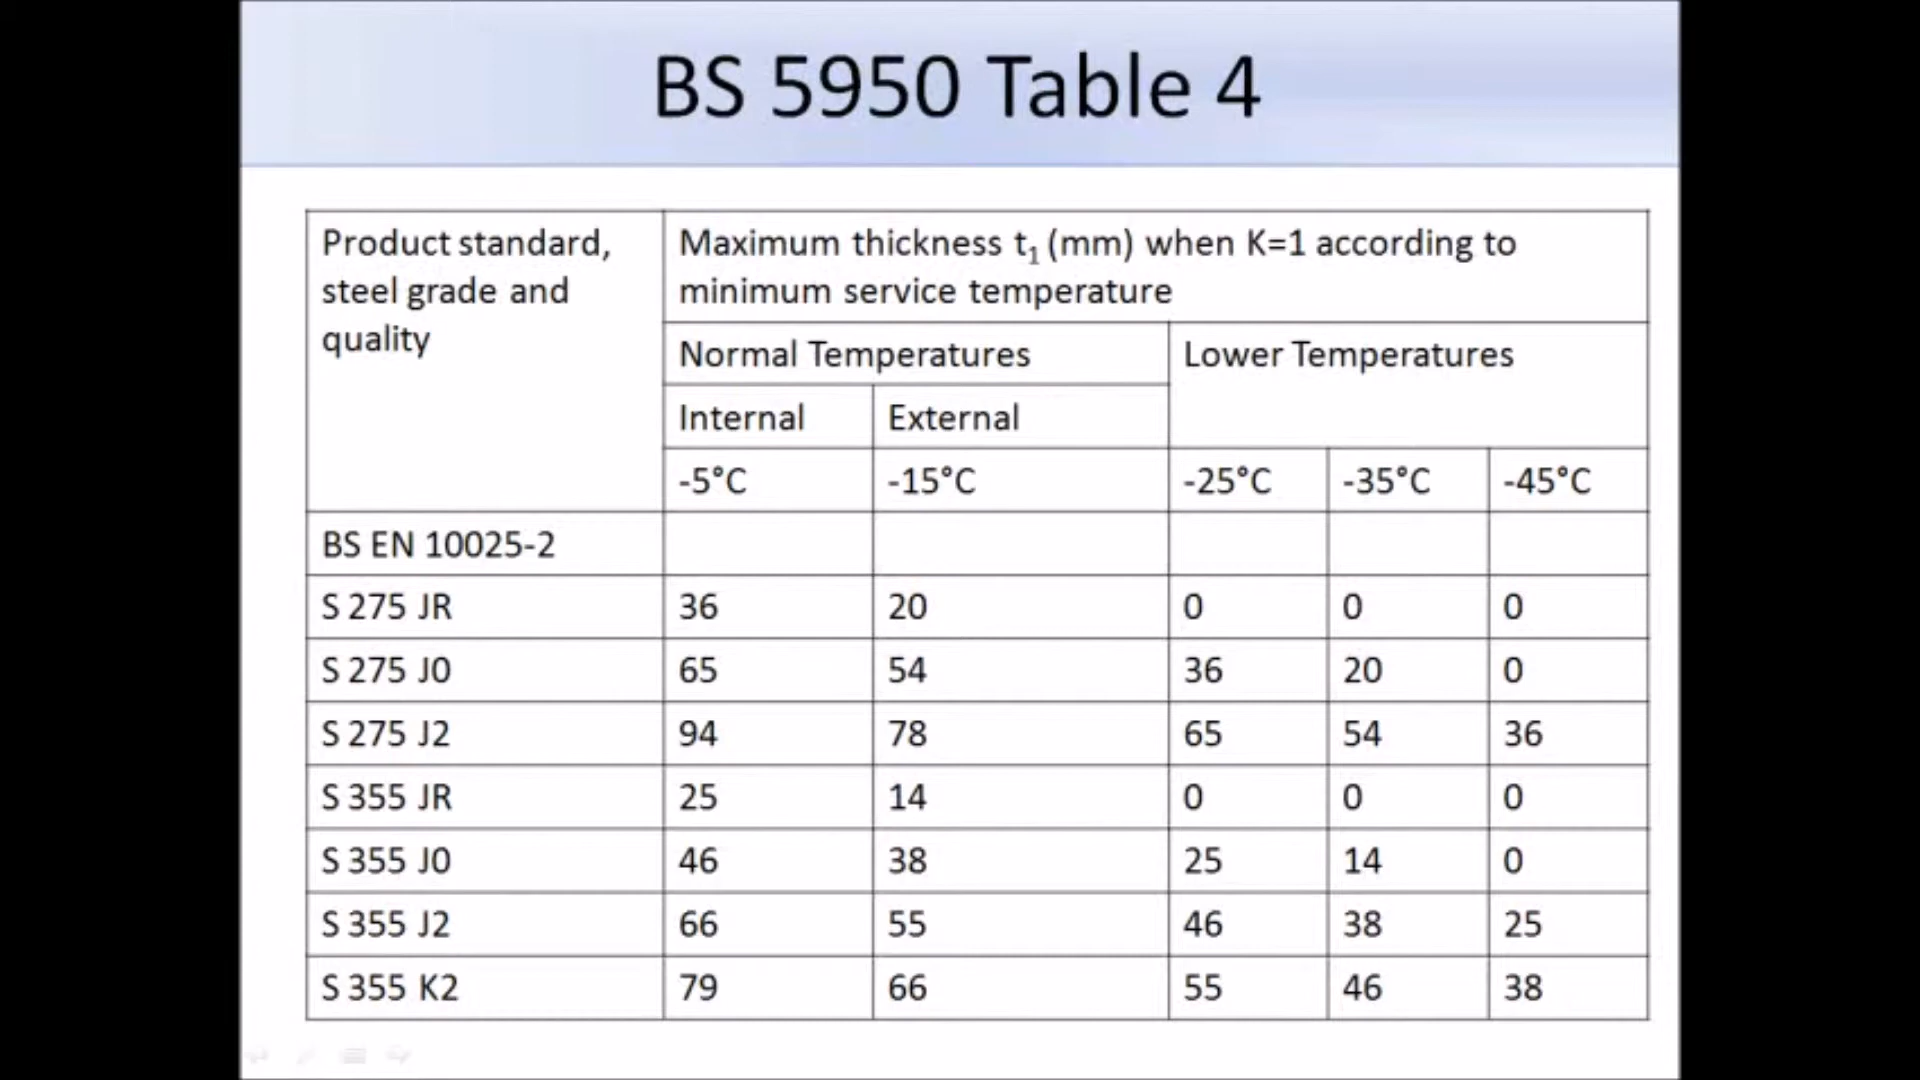 BS 5950 Table 4
Product standard,
steel grade and
quality
Maximum thickness t₁ (mm) when K=1 according to
minimum service temperature
Normal Temperatures Lower Temperatures
Internal External
-5°C -15°C -25°C -35°C -45°C
BS EN 10025-2
S 275 JR 36 20 0 0 0
S 275 J0 65 54 36 20 0
S 275 J2 94 78 65 54 36
S 355 JR 25 14 0 0 0
S 355 J0 46 38 25 14 0
S 355 J2 66 55 46 38 25
S 355 K2 79 66 55 46 38